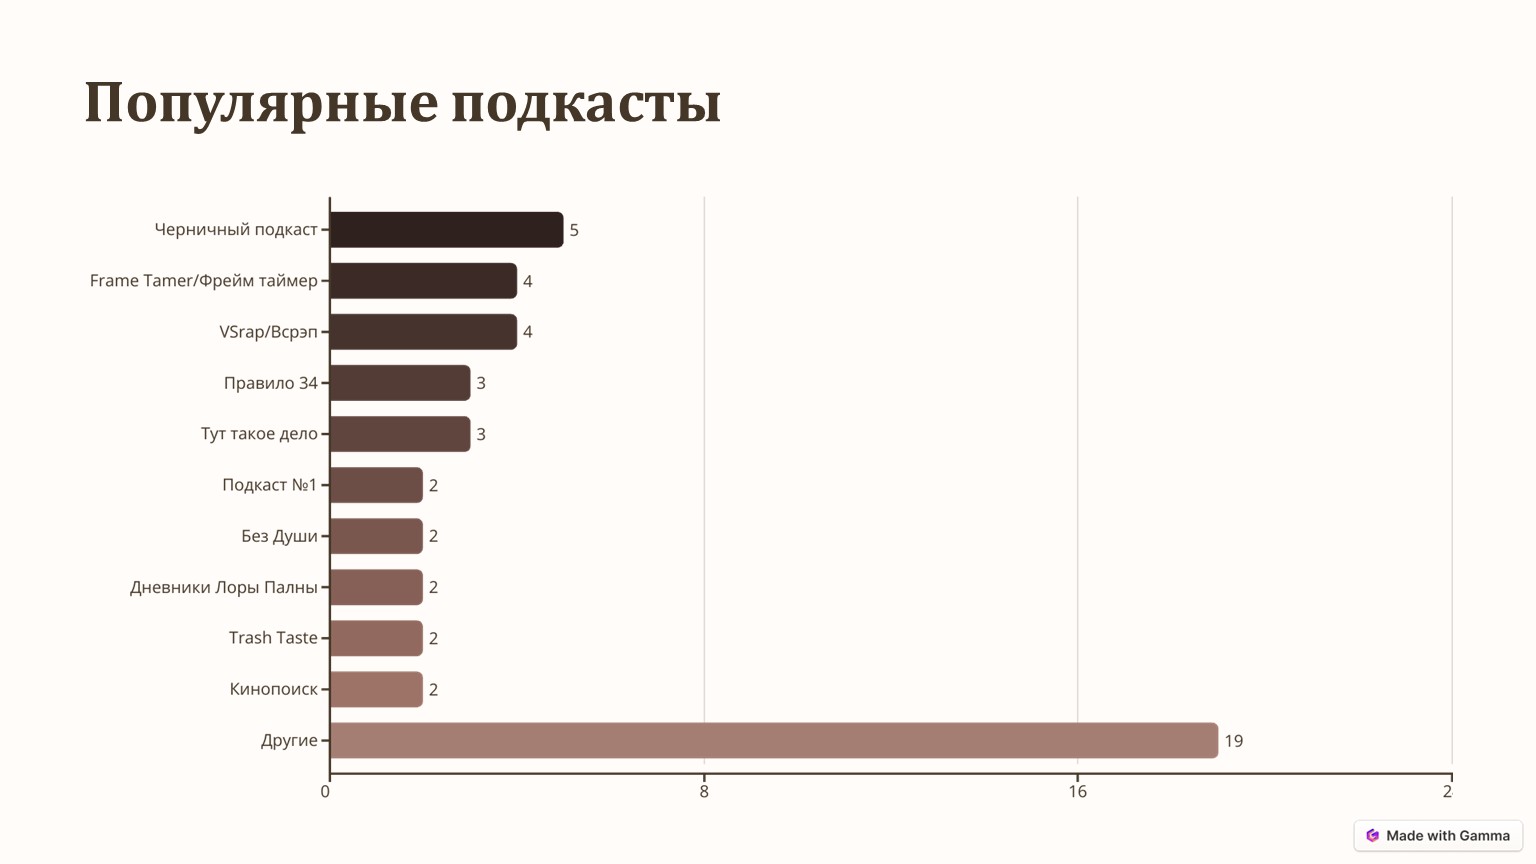 Популярные подкасты
Черничный подкаст 5
Frame Tamer/Фрейм таймер 4
VSrap/Всрэп 4
Правило 34 3
Тут такое дело 3
Подкаст №1 2
Без Души 2
Дневники Лоры Палны 2
Trash Taste 2
Кинопоиск 2
Другие 19
0 8 16 2
Made with Gamma